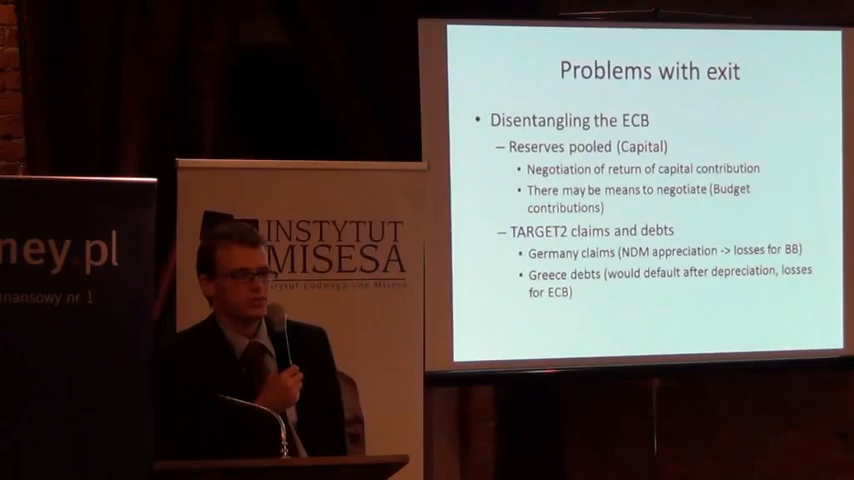 ney.pl
nansowy nr 1
INSTYTUT
MISESA
Instytut Ludwiga von Misesa
Problems with exit
• Disentangling the ECB
– Reserves pooled (Capital)
• Negotiation of return of capital contribution
• There may be means to negotiate (Budget
contributions)
– TARGET2 claims and debts
• Germany claims (NDM appreciation -> losses for BB)
• Greece debts (would default after depreciation, losses
for ECB)